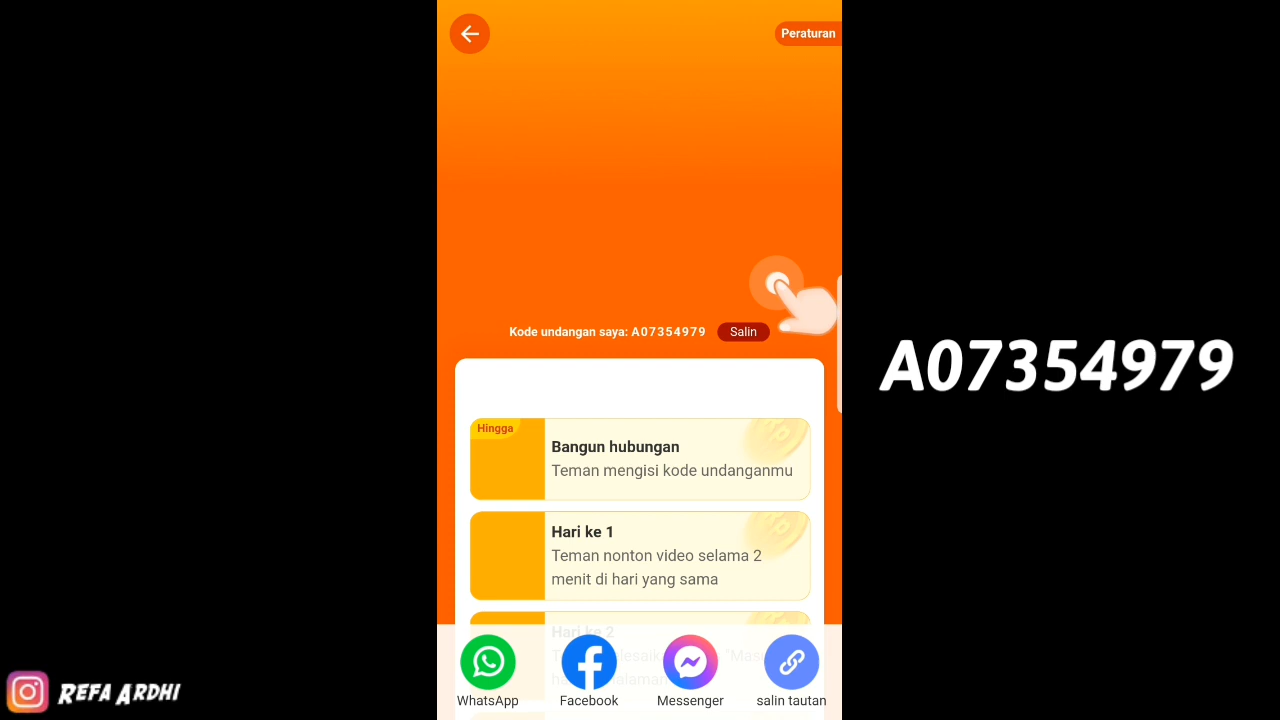 Peraturan
Kode undangan saya: A07354979 Salin
A07354979
Hingga
Bangun hubungan
Teman mengisi kode undanganmu
Hari ke 1
Teman nonton video selama 2
menit di hari yang sama
Hari ke 2
WhatsApp Facebook Messenger salin tautan
REFA ARDHI